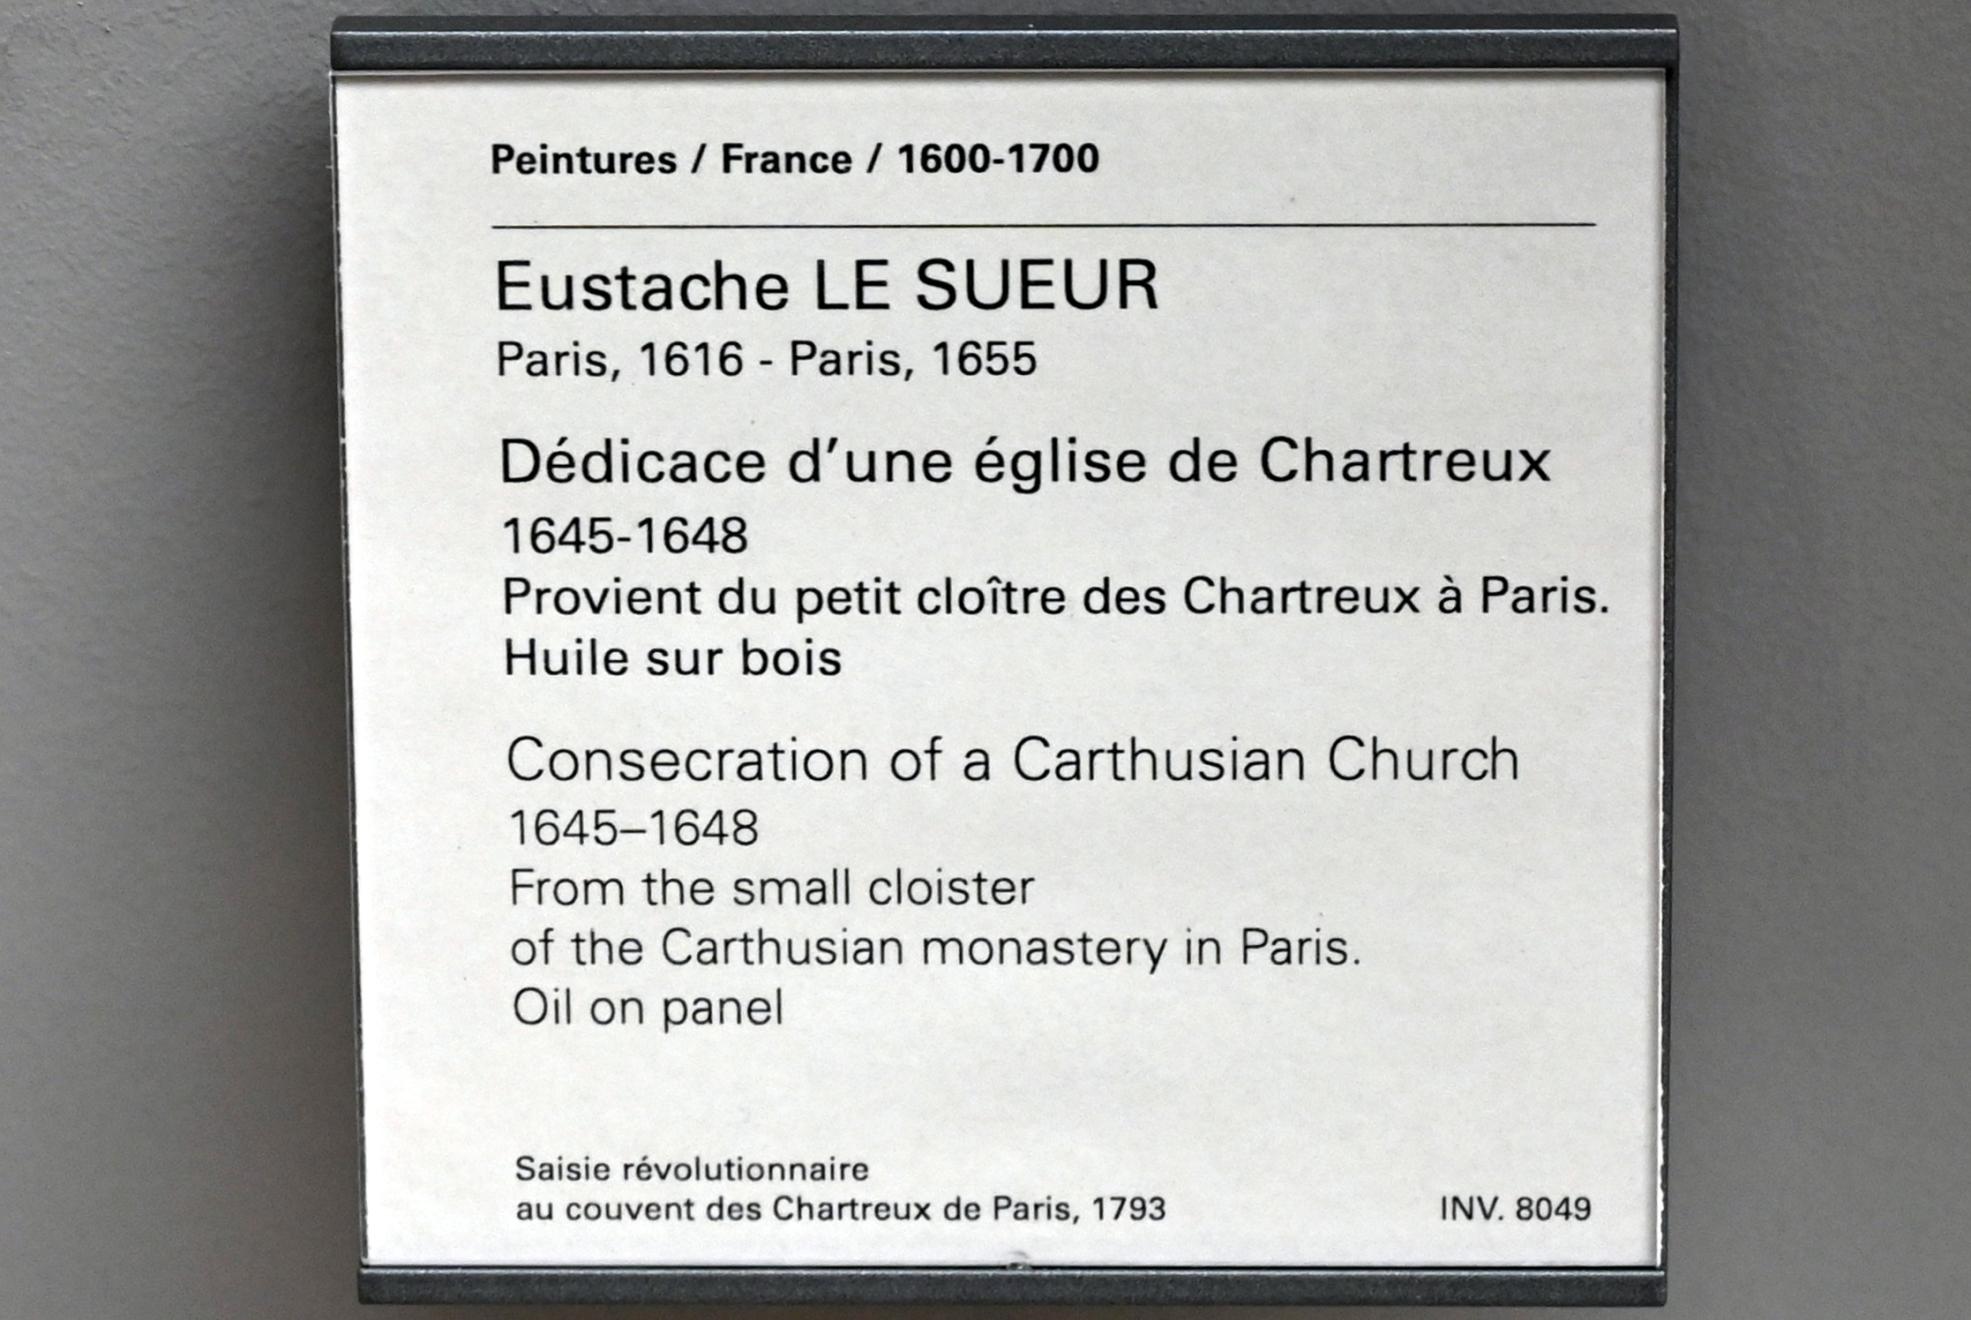 Peintures / France / 1600-1700
Eustache LE SUEUR
Paris, 1616 - Paris, 1655
Dédicace d'une église de Chartreux
1645-1648
Provient du petit cloître des Chartreux à Paris.
Huile sur bois
Consecration of a Carthusian Church
1645–1648
From the small cloister
of the Carthusian monastery in Paris.
Oil on panel
Saisie révolutionnaire
au couvent des Chartreux de Paris, 1793
INV. 8049